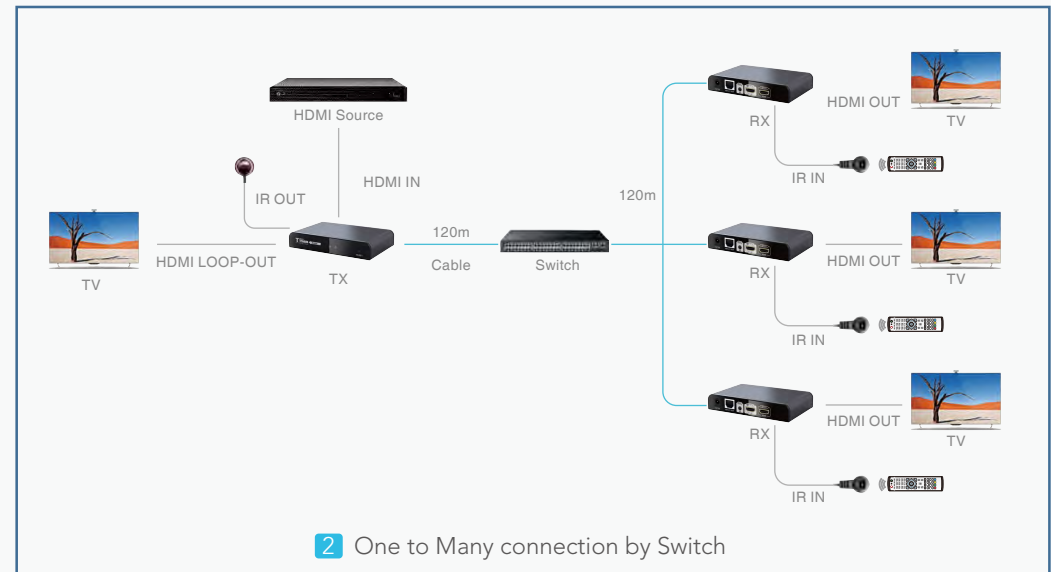 HDMI Source
HDMI IN
IR OUT
TV
HDMI LOOP-OUT
TX
120m
Cable
Switch
120m
RX
HDMI OUT
TV
IR IN
RX
HDMI OUT
TV
IR IN
RX
HDMI OUT
TV
IR IN
2 One to Many connection by Switch